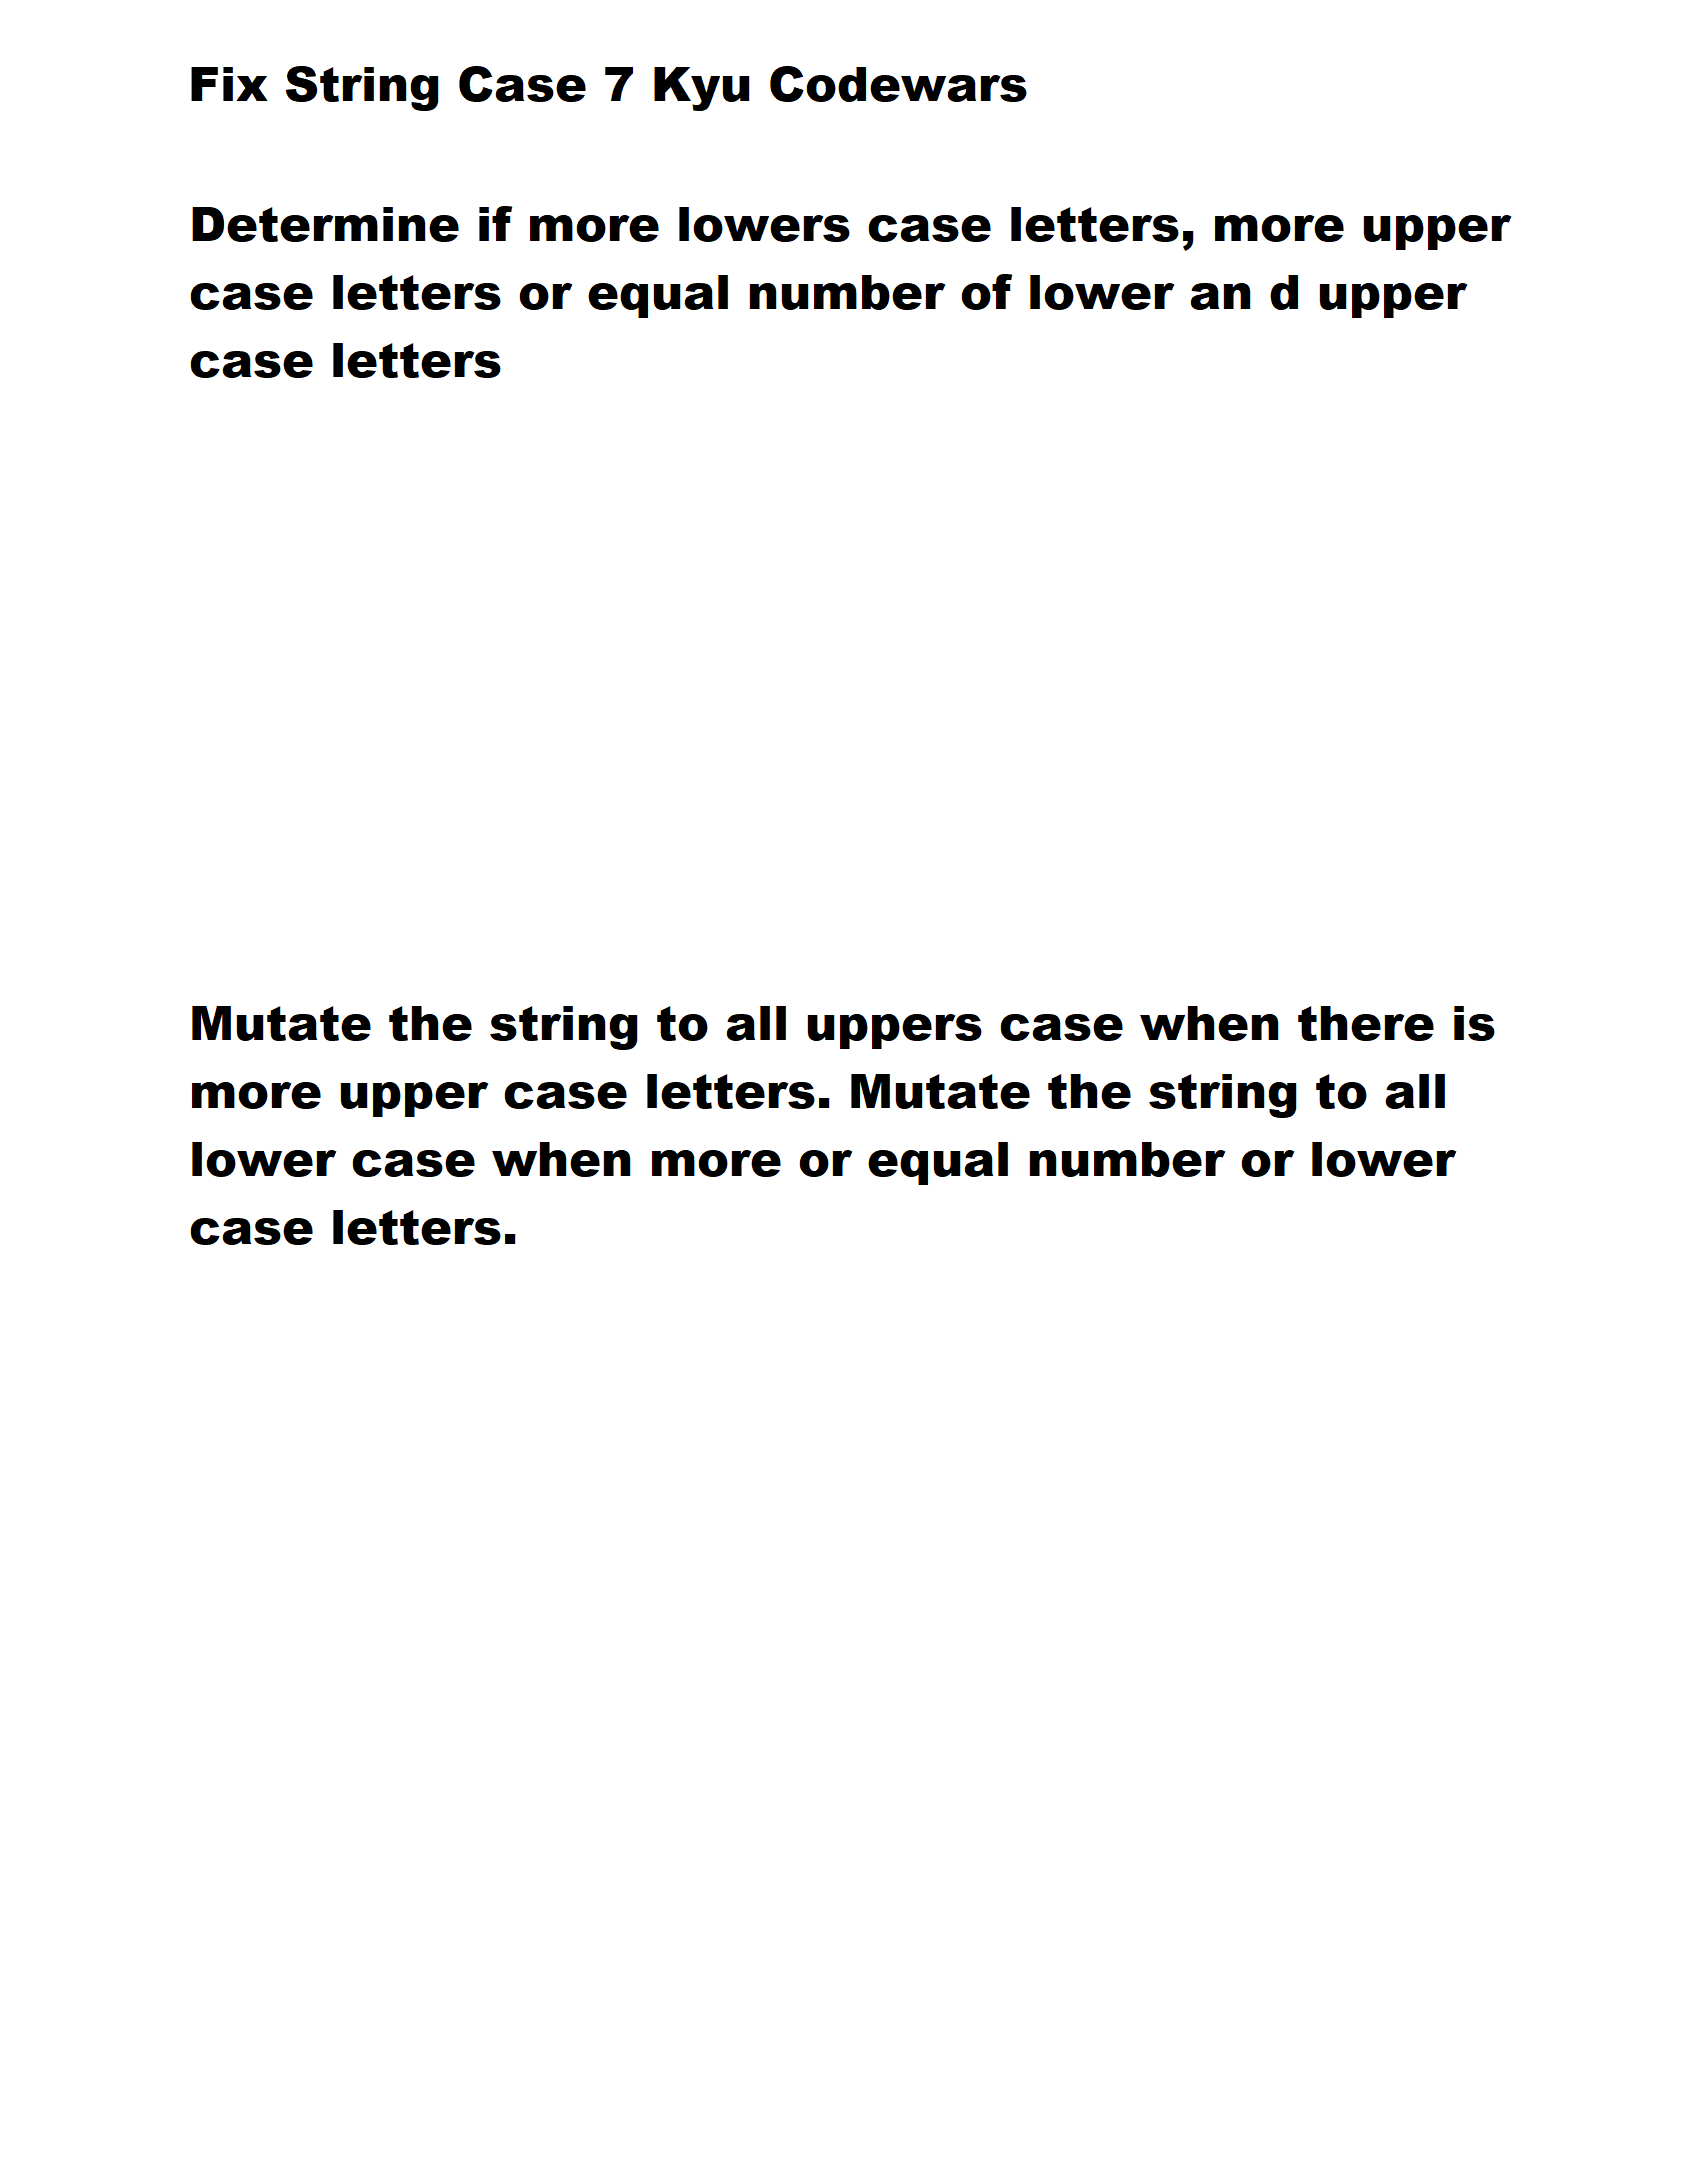 Fix String Case 7 Kyu Codewars
Determine if more lowers case letters, more upper
case letters or equal number of lower an d upper
case letters
Mutate the string to all uppers case when there is
more upper case letters. Mutate the string to all
lower case when more or equal number or lower
case letters.